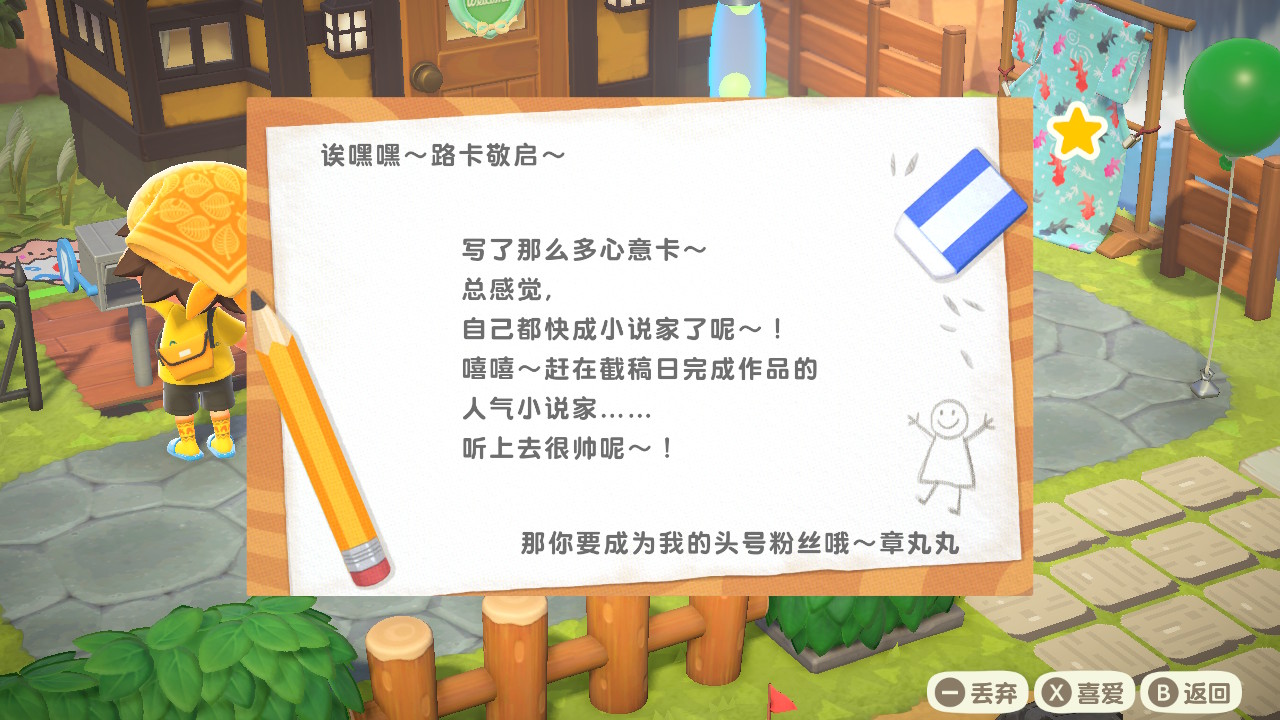 Welcome
诶嘿嘿～路卡敬启～
写了那么多心意卡～
总感觉，
自己都快成小说家了呢～！
嘻嘻～赶在截稿日完成作品的
人气小说家……
听上去很帅呢～！
那你要成为我的头号粉丝哦～章丸丸
丢弃
X 喜爱
B 返回